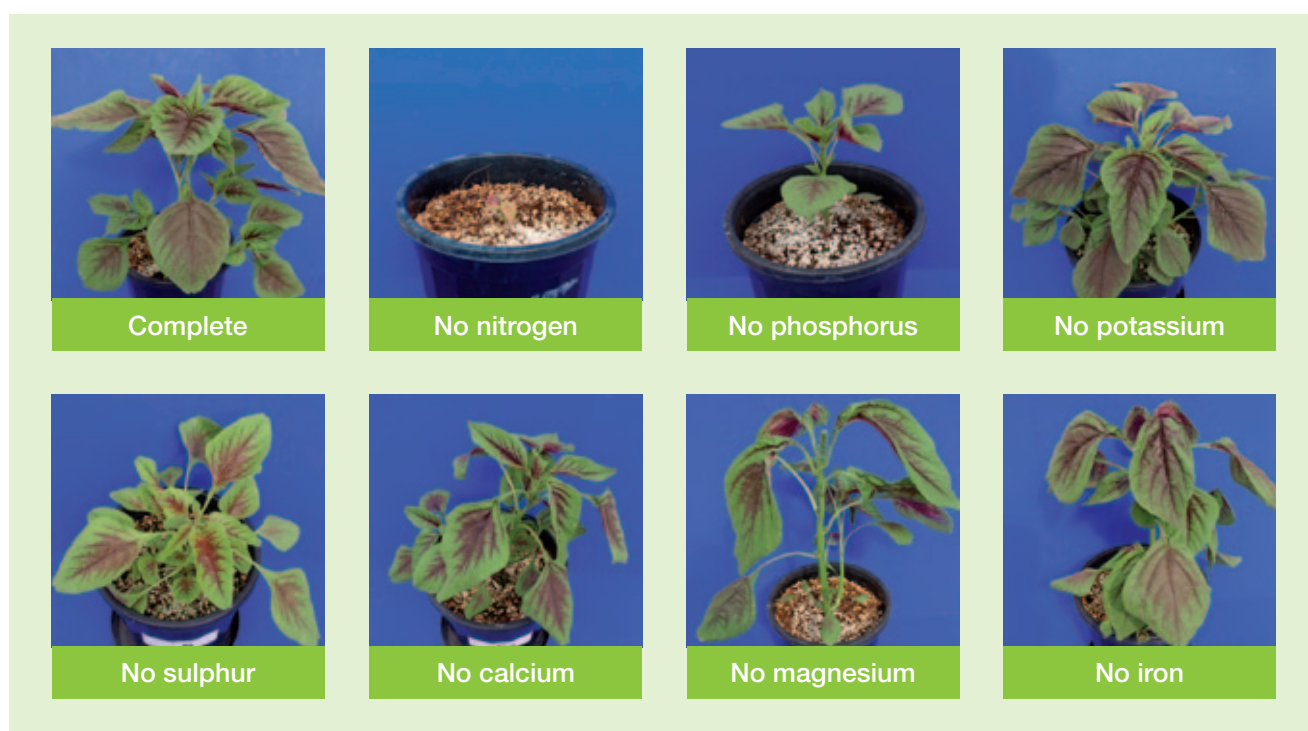 Complete
No nitrogen
No phosphorus
No potassium
No sulphur
No calcium
No magnesium
No iron